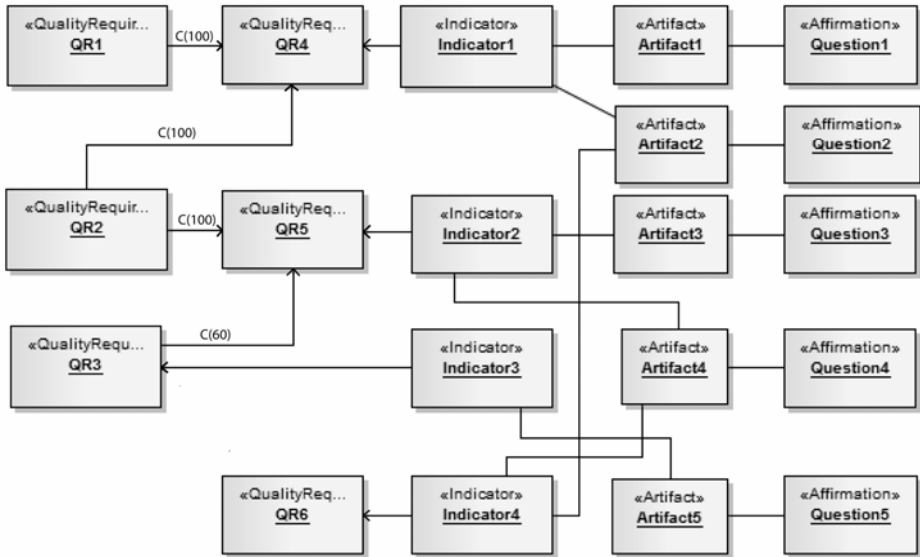 «QualityRequir...
QR1
C(100)
«QualityReq...
QR4
«Indicator»
Indicator1
«Artifact»
Artifact1
«Affirmation»
Question1
C(100)
«Artifact»
Artifact2
«Affirmation»
Question2
«QualityRequir...
QR2
C(100)
«QualityReq...
QR5
«Indicator»
Indicator2
«Artifact»
Artifact3
«Affirmation»
Question3
C(60)
«QualityRequ...
QR3
«Indicator»
Indicator3
«Artifact»
Artifact4
«Affirmation»
Question4
«QualityReq...
QR6
«Indicator»
Indicator4
«Artifact»
Artifact5
«Affirmation»
Question5